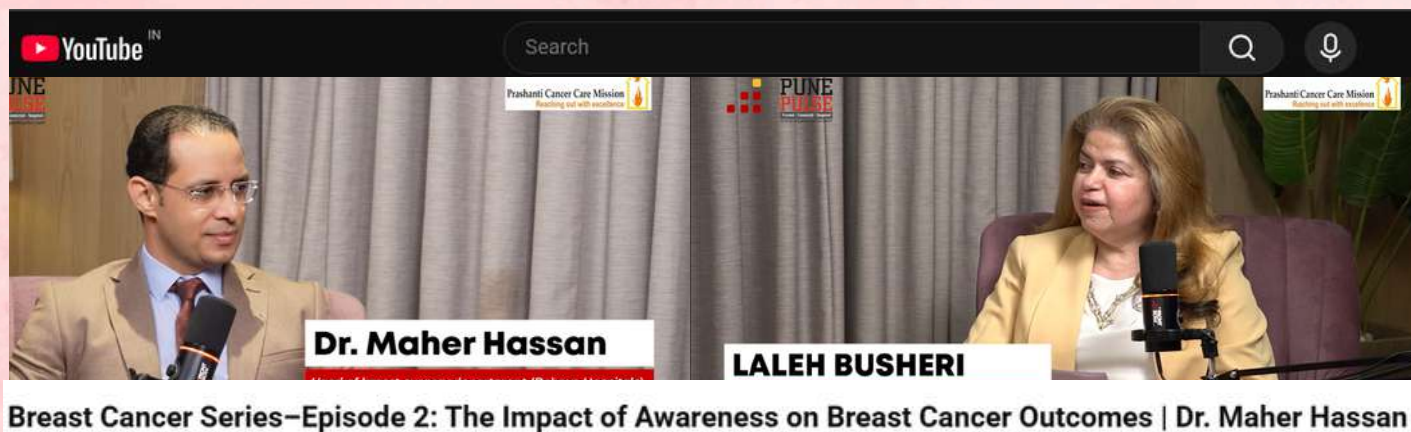 YouTube IN
Search
UNE
PULSE
Prashanti Cancer Care Mission
Reaching out with excellence
PUNE
PULSE
Prashanti Cancer Care Mission
Reaching out with excellence
Dr. Maher Hassan
LALEH BUSHERI
Breast Cancer Series–Episode 2: The Impact of Awareness on Breast Cancer Outcomes | Dr. Maher Hassan